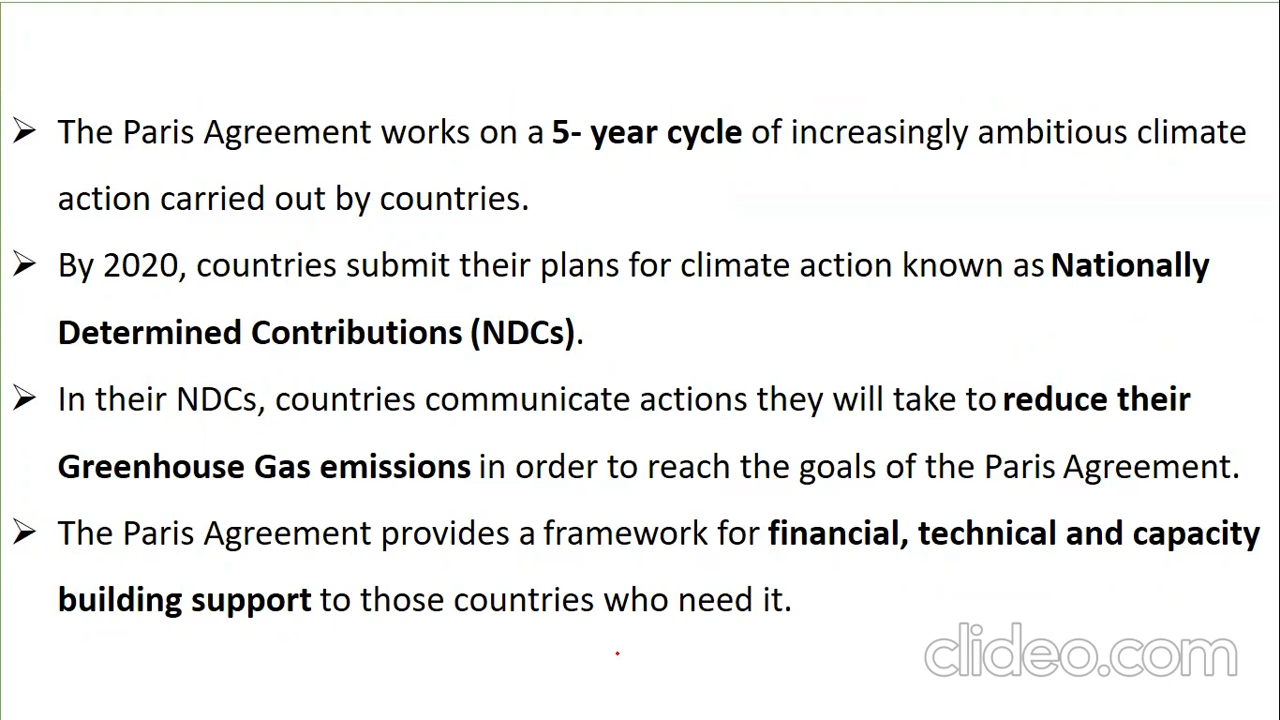 ➢ The Paris Agreement works on a 5- year cycle of increasingly ambitious climate
action carried out by countries.
➢ By 2020, countries submit their plans for climate action known as Nationally
Determined Contributions (NDCs).
➢ In their NDCs, countries communicate actions they will take to reduce their
Greenhouse Gas emissions in order to reach the goals of the Paris Agreement.
➢ The Paris Agreement provides a framework for financial, technical and capacity
building support to those countries who need it.
clideo.com